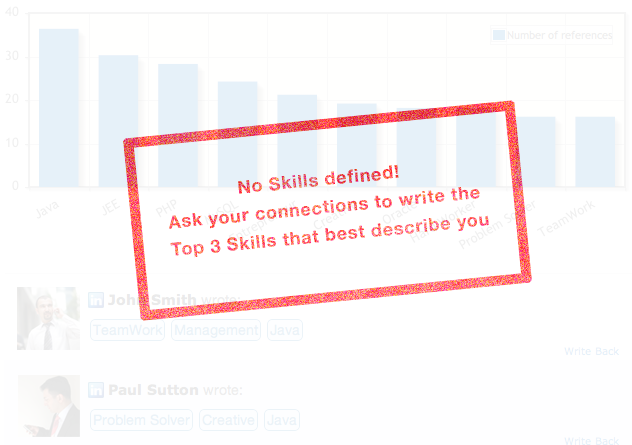 40
Number of references
30
20
10
0
Java
JEE
PHP
Problem Solver
TeamWork
No Skills defined!
Ask your connections to write the
Top 3 Skills that best describe you
in John Smith wrote:
TeamWork Management Java
Write Back
in Paul Sutton wrote:
Problem Solver Creative Java
Write Back